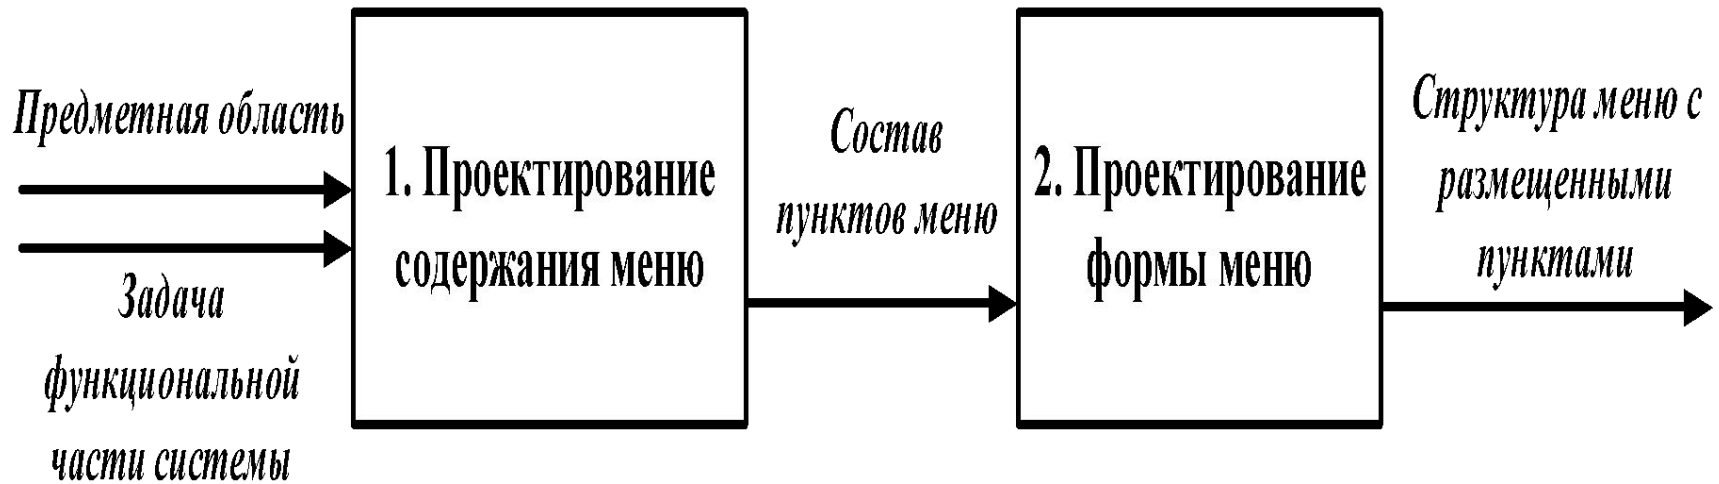 Предметная область
Задача
функциональной
части системы
1. Проектирование
содержания меню
Состав
пунктов меню
2. Проектирование
формы меню
Структура меню с
размещенными
пунктами